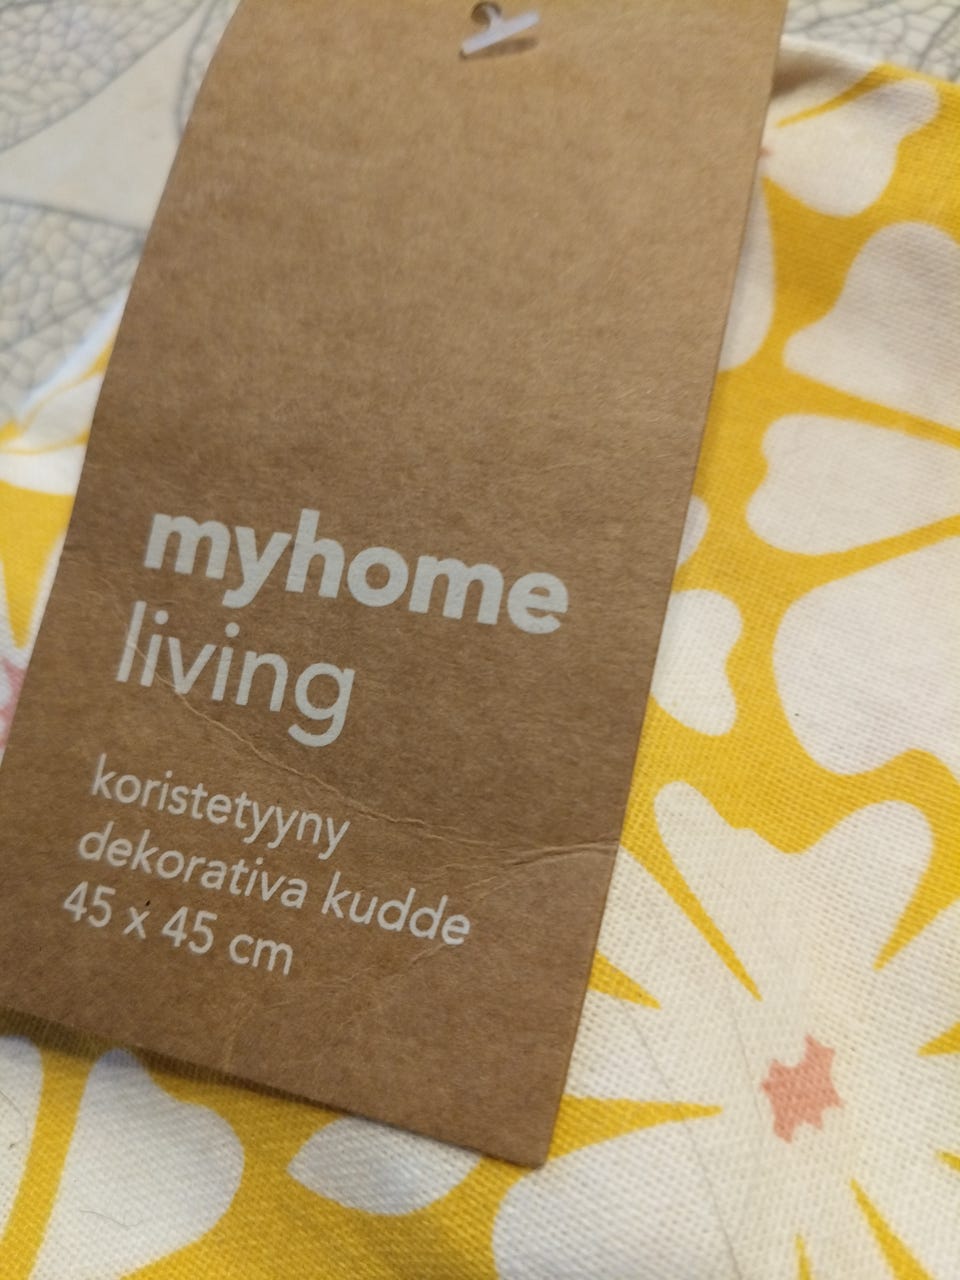 myhome
living
koristetyyny
dekorativa kudde
45 x 45 cm